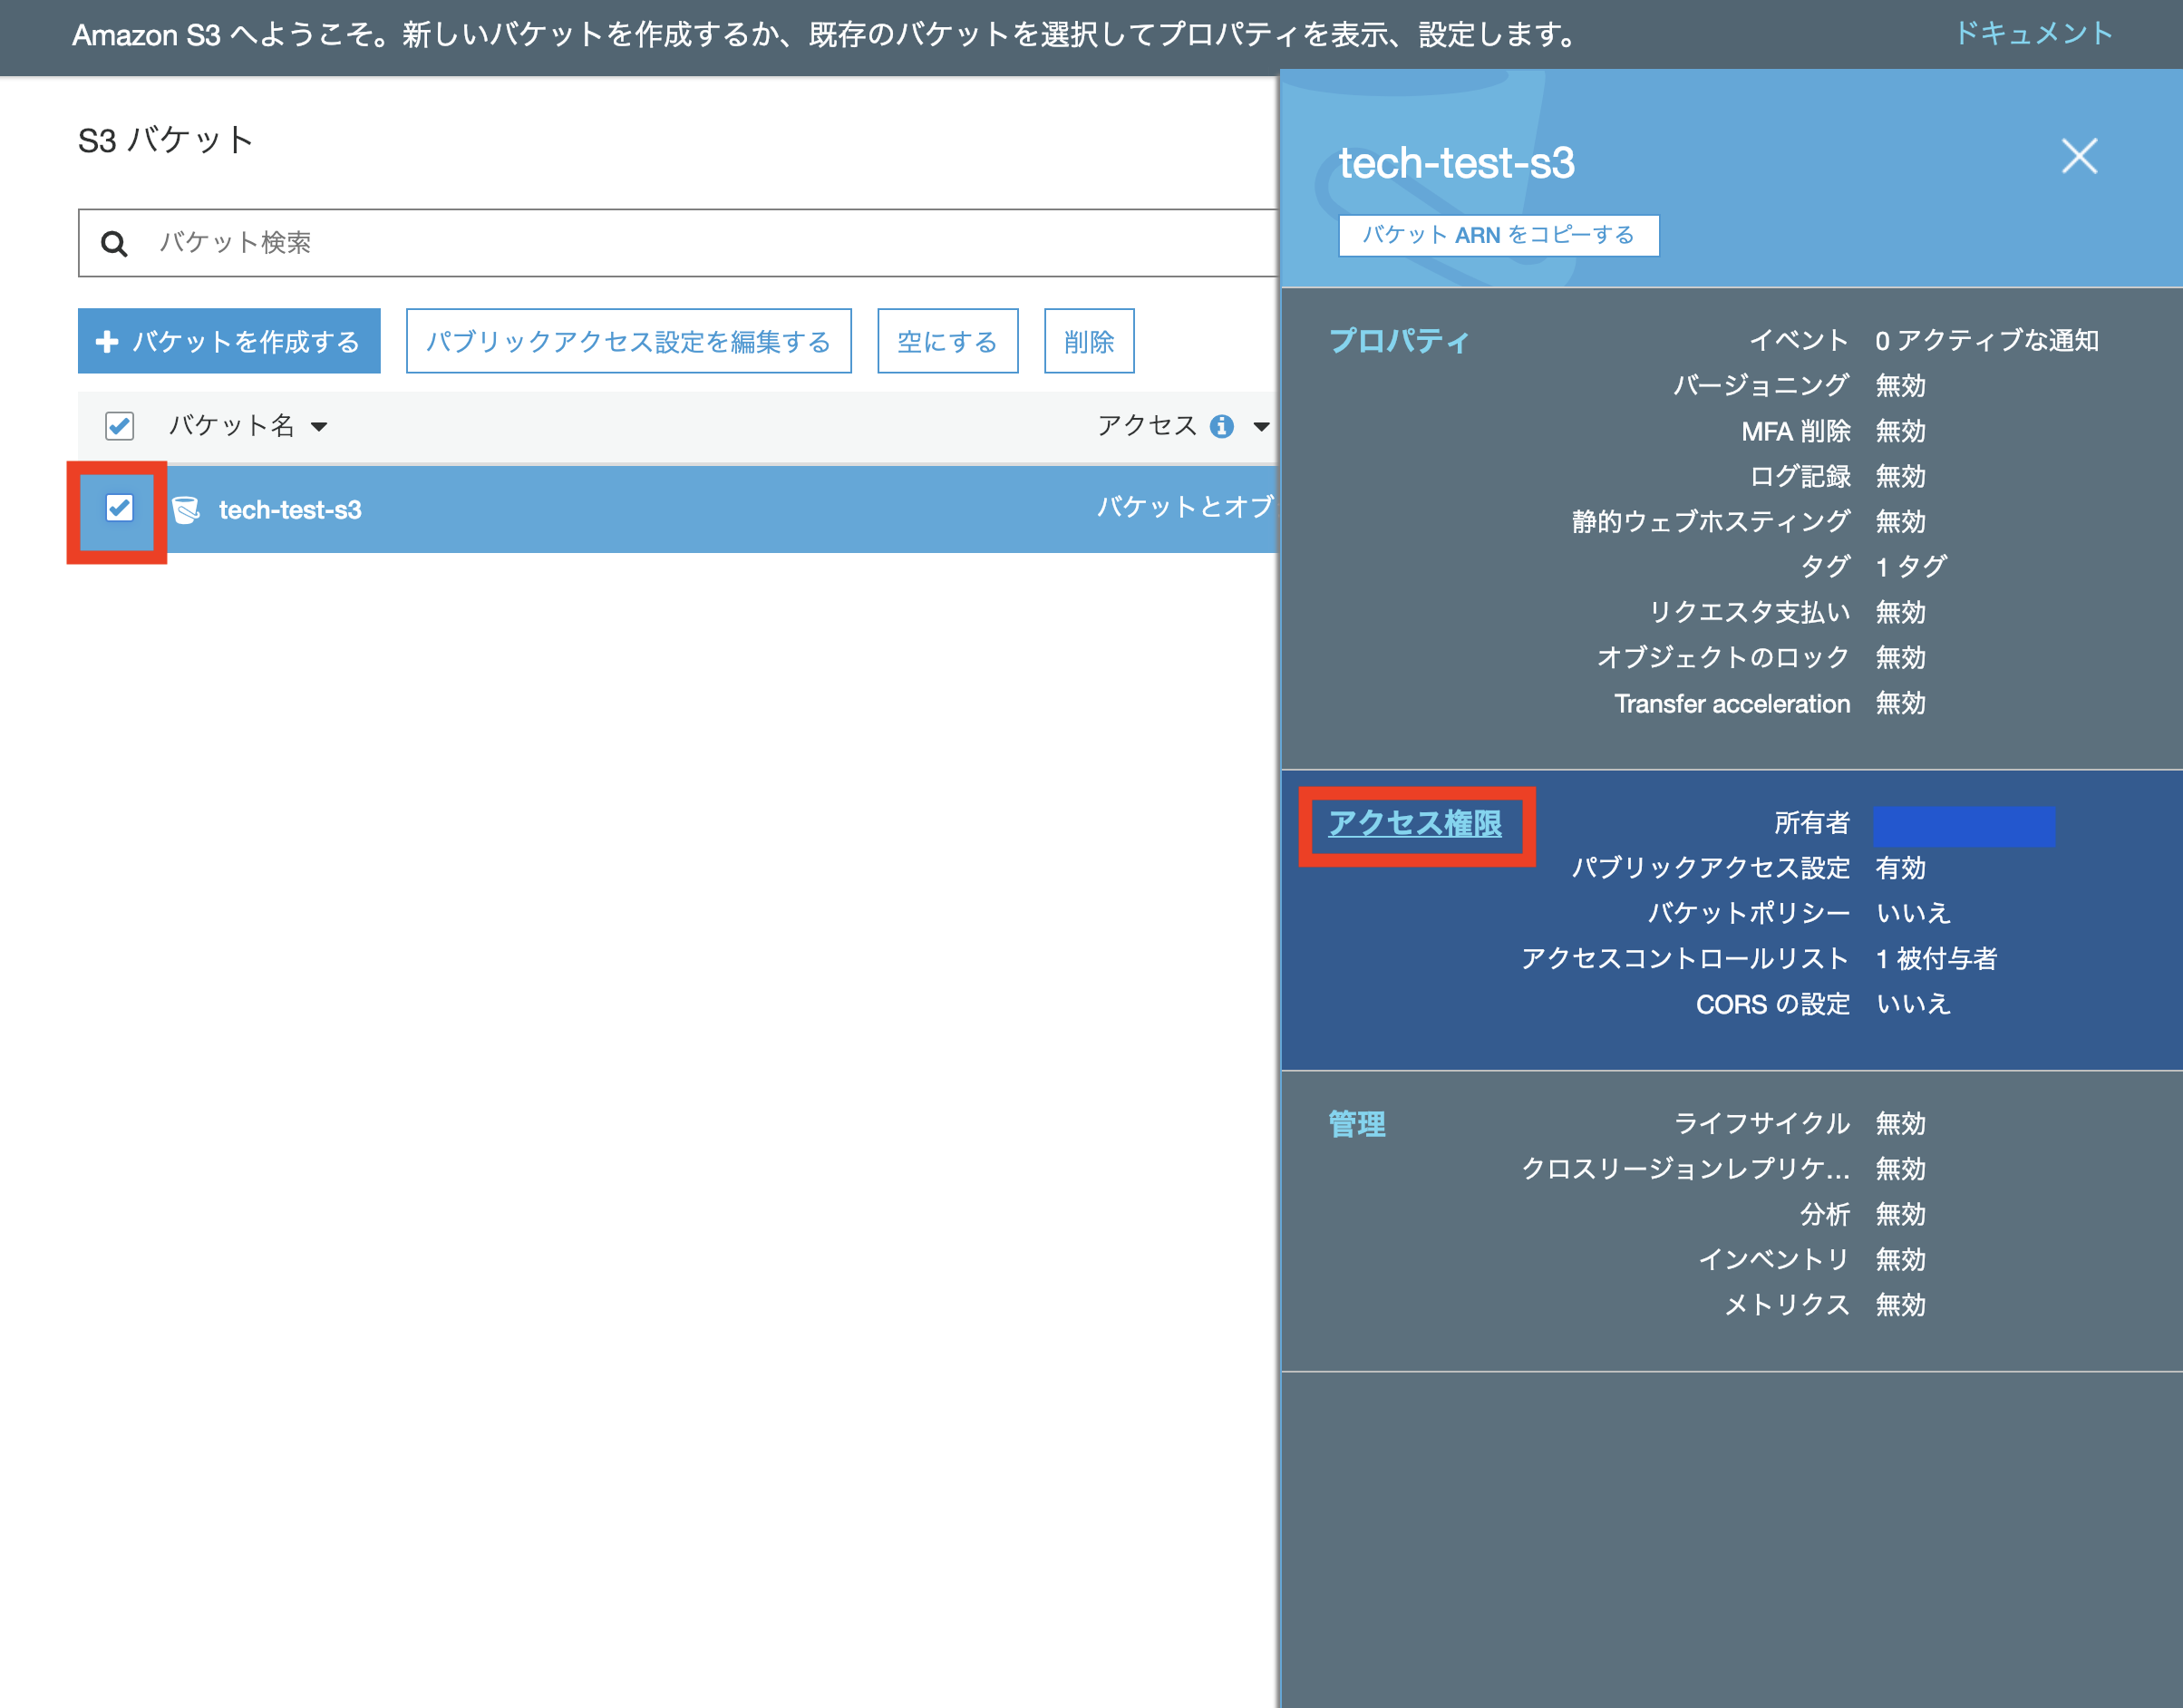 Amazon S3 へようこそ。新しいバケットを作成するか、既存のバケットを選択してプロパティを表示、設定します。
ドキュメント
S3 バケット
バケット検索
バケットを作成する
パブリックアクセス設定を編集する
空にする
削除
バケット名
アクセス
tech-test-s3
バケットとオブ
tech-test-s3
バケット ARN をコピーする
プロパティ
イベント 0 アクティブな通知
バージョニング 無効
MFA 削除 無効
ログ記録 無効
静的ウェブホスティング 無効
タグ 1 タグ
リクエスタ支払い 無効
オブジェクトのロック 無効
Transfer acceleration 無効
アクセス権限
所有者
パブリックアクセス設定 有効
バケットポリシー いいえ
アクセスコントロールリスト 1 被付与者
CORS の設定 いいえ
管理
ライフサイクル 無効
クロスリージョンレプリケ... 無効
分析 無効
インベントリ 無効
メトリクス 無効